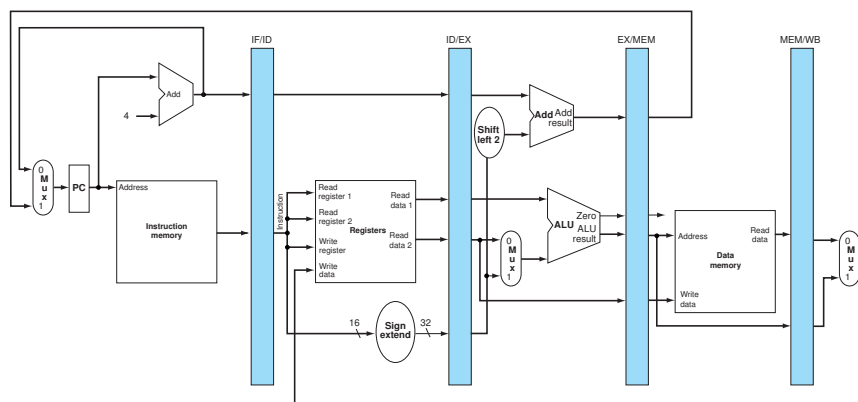 IF/ID
ID/EX
EX/MEM
MEM/WB
Add
4
0
M
u
x
1
PC
Address
Instruction
memory
Instruction
Read
register 1
Read
register 2
Write
register
Write
data
Registers
Read
data 1
Read
data 2
16
Sign
extend
32
Shift
left 2
Add
Add
result
0
M
u
x
1
ALU
Zero
ALU
result
Address
Data
memory
Read
data
Write
data
0
M
u
x
1